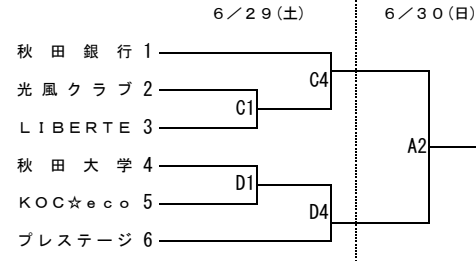 ６／２９(土) ６／３０(日)
秋田銀行 1
C4
光風クラブ 2
C1
ＬＩＢＥＲＴＥ 3
A2
秋田大学 4
D1
ＫＯＣ☆ｅｃｏ 5
D4
プレステージ 6